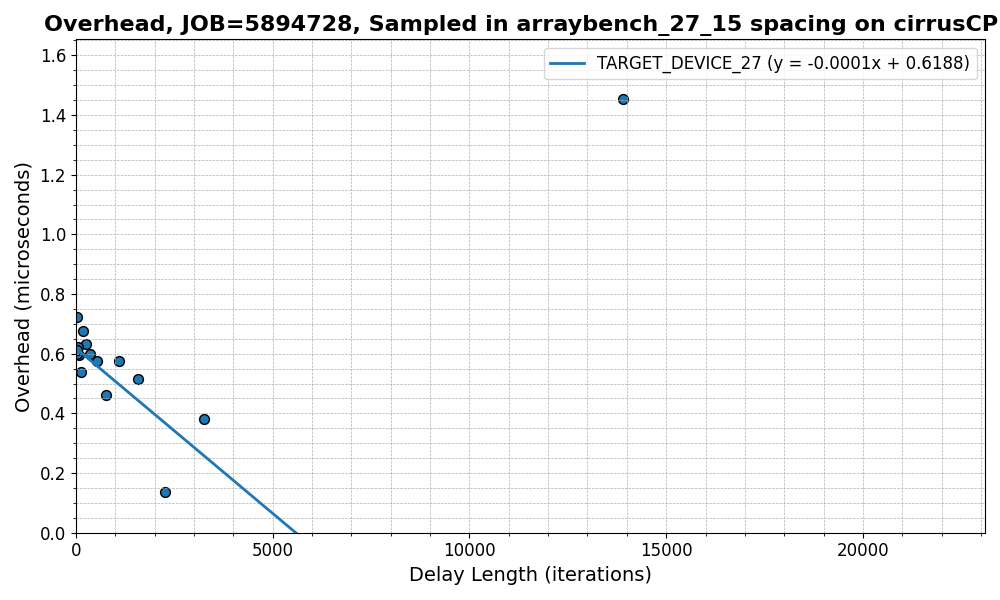 Overhead, JOB=5894728, Sampled in arraybench_27_15 spacing on cirrusCP
TARGET_DEVICE_27 (y = -0.0001x + 0.6188)
1.6
1.4
1.2
1.0
0.8
0.6
0.4
0.2
0.0
Overhead (microseconds)
0 5000 10000 15000 20000
Delay Length (iterations)